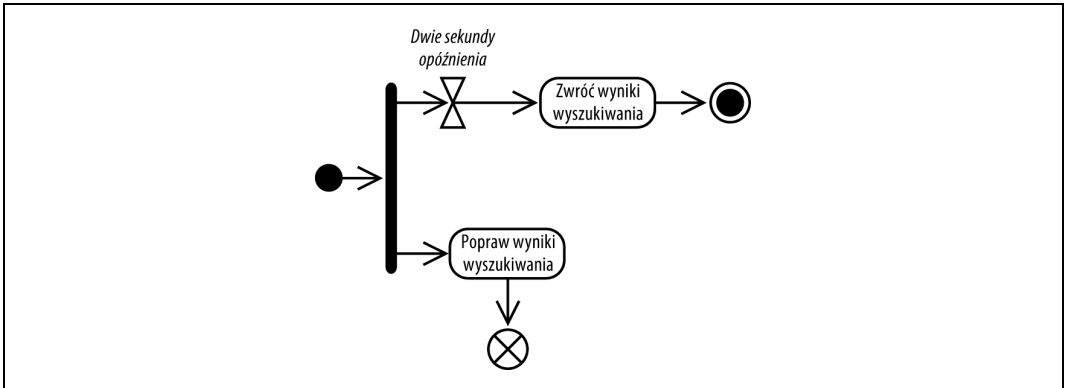 Dwie sekundy
opóźnienia
Zwróć wyniki
wyszukiwania
Popraw wyniki
wyszukiwania